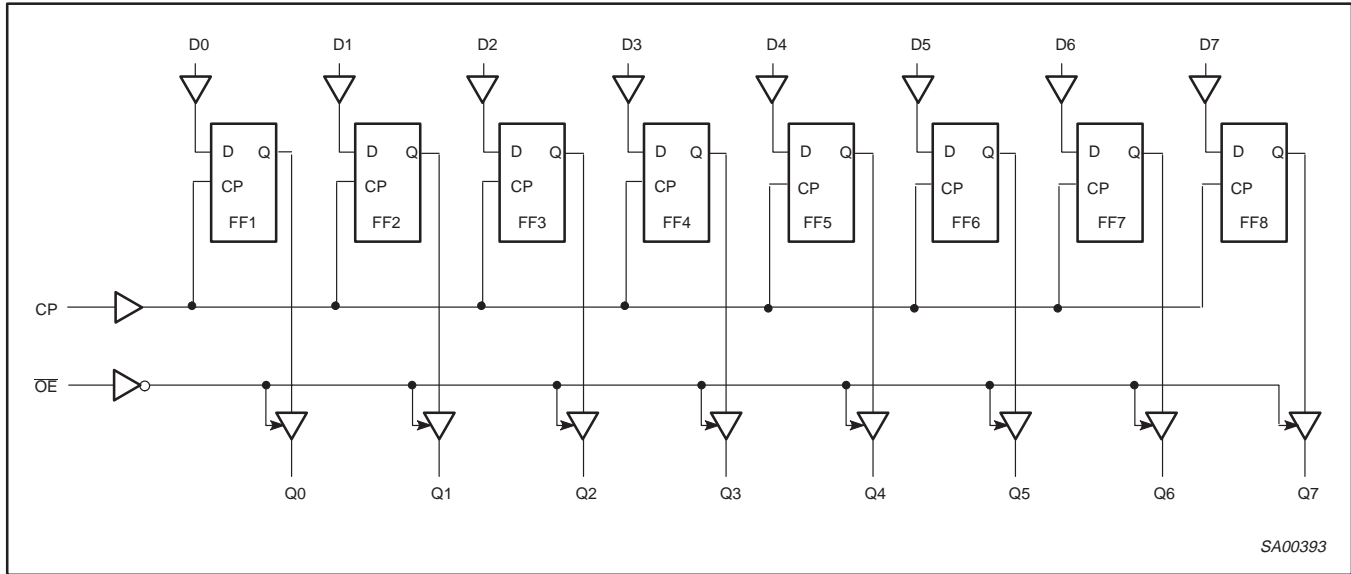 D0 D1 D2 D3 D4 D5 D6 D7
D Q D Q D Q D Q D Q D Q D Q D Q
CP CP CP CP CP CP CP CP
FF1 FF2 FF3 FF4 FF5 FF6 FF7 FF8
CP
O̅E̅
Q0 Q1 Q2 Q3 Q4 Q5 Q6 Q7
SA00393